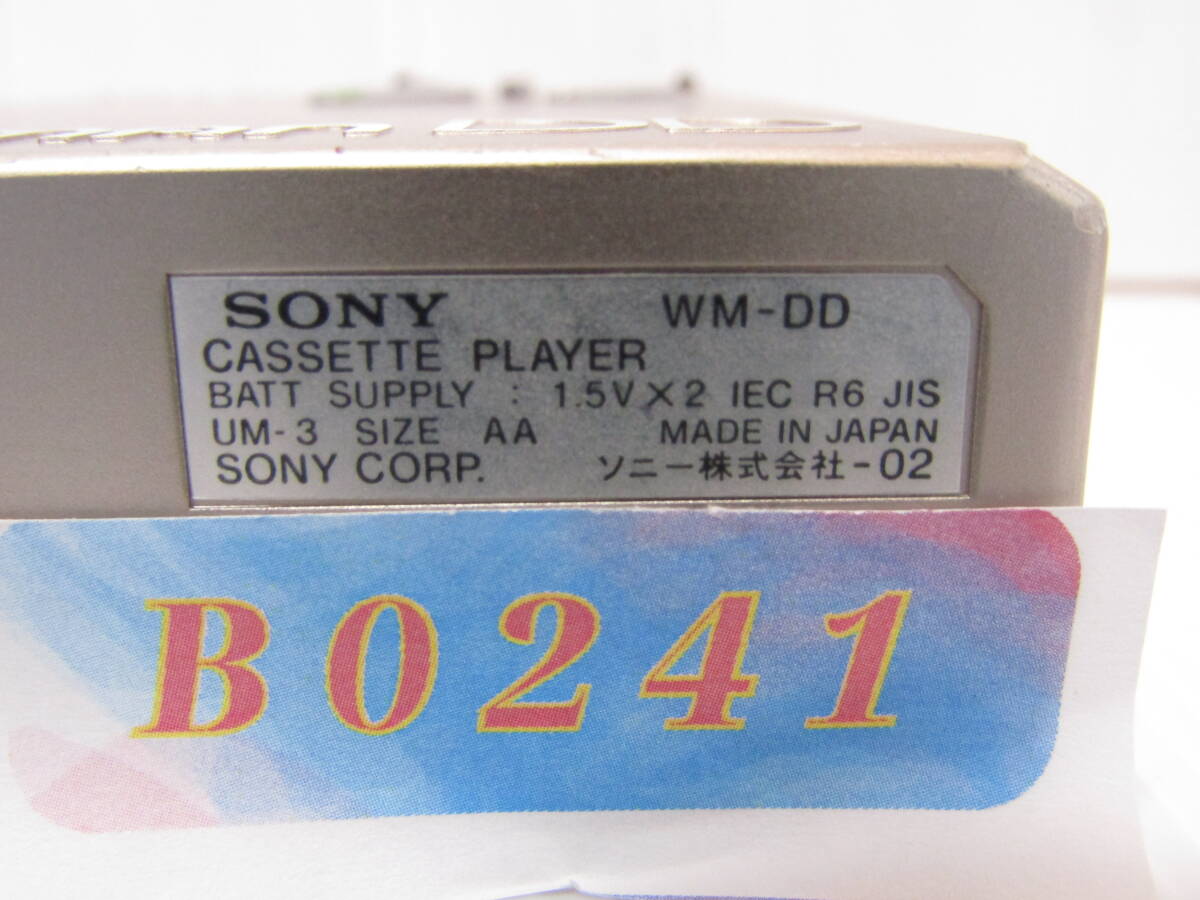 DD
SONY WM-DD
CASSETTE PLAYER
BATT SUPPLY : 1.5V×2 IEC R6 JIS
UM-3 SIZE AA MADE IN JAPAN
SONY CORP. ソニー株式会社-02
B0241